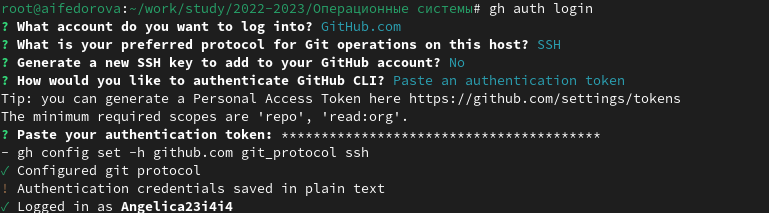 root@aifedorova:~/work/study/2022-2023/Операционные системы# gh auth login
? What account do you want to log into? GitHub.com
? What is your preferred protocol for Git operations on this host? SSH
? Generate a new SSH key to add to your GitHub account? No
? How would you like to authenticate GitHub CLI? Paste an authentication token
Tip: you can generate a Personal Access Token here https://github.com/settings/tokens
The minimum required scopes are 'repo', 'read:org'.
? Paste your authentication token: ****************************************
- gh config set -h github.com git_protocol ssh
✓ Configured git protocol
! Authentication credentials saved in plain text
✓ Logged in as Angelica23i4i4